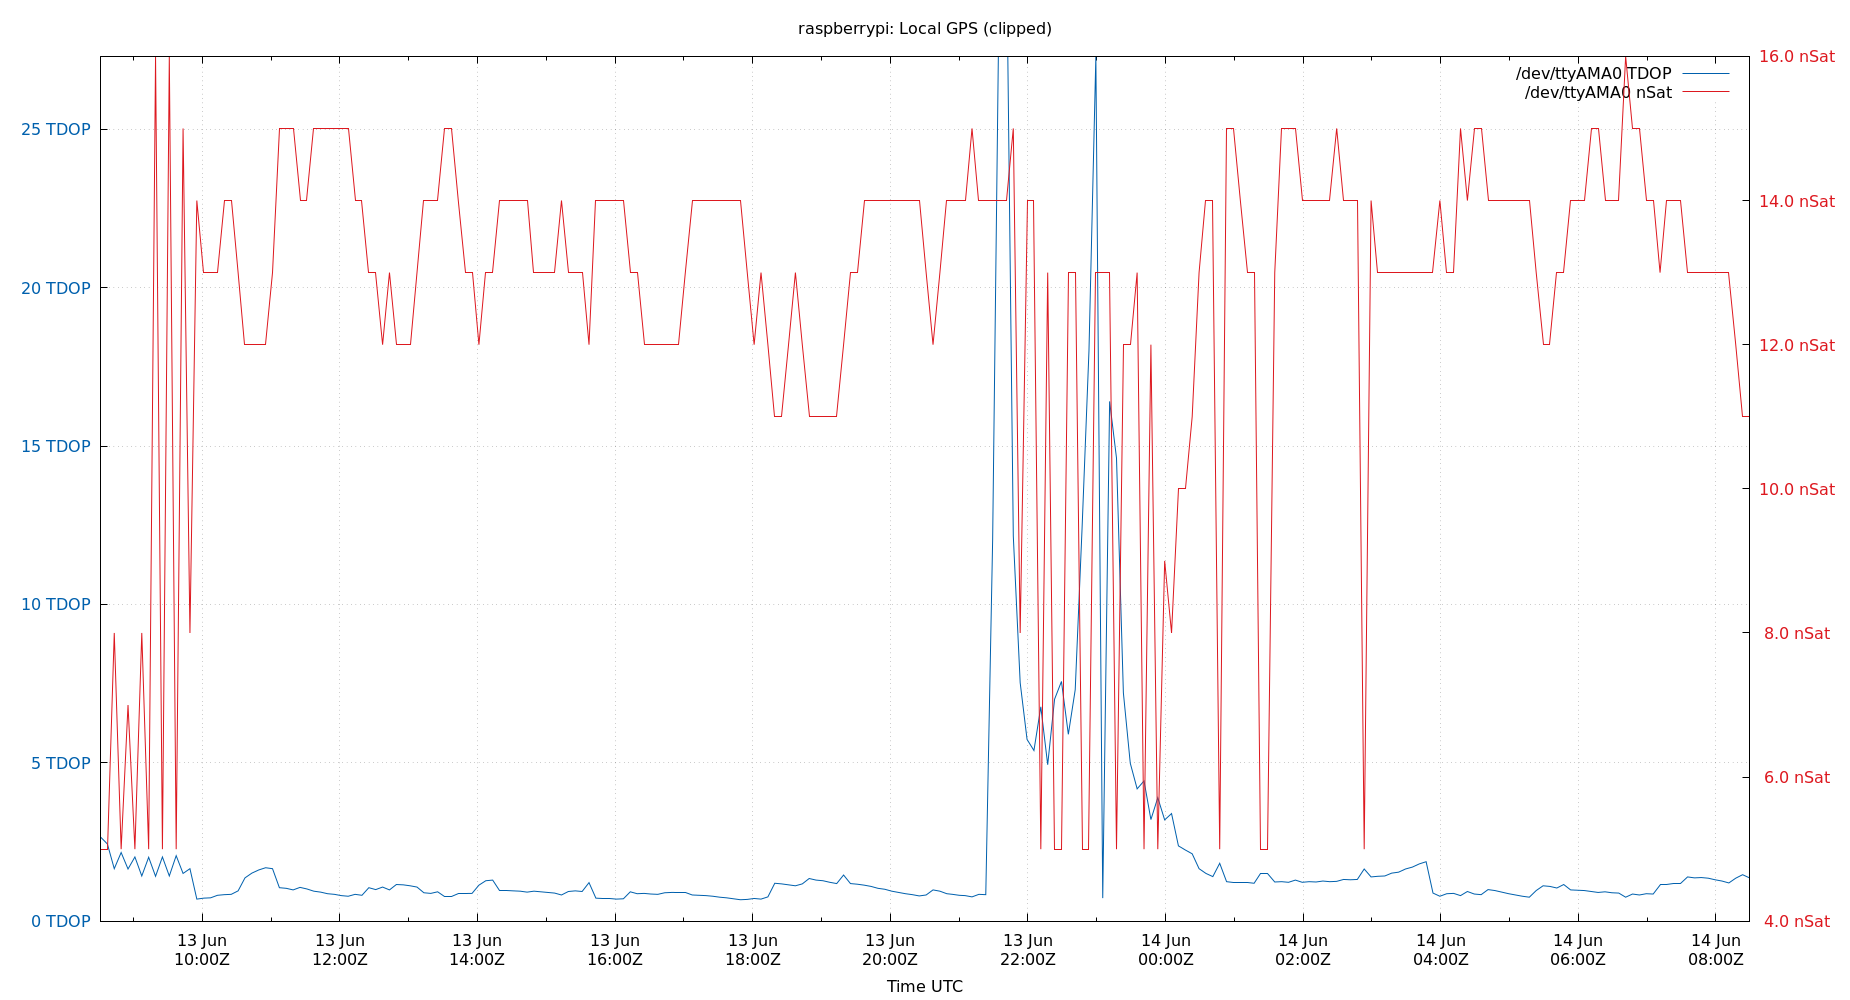 raspberrypi: Local GPS (clipped)
/dev/ttyAMA0 TDOP
/dev/ttyAMA0 nSat
25 TDOP
20 TDOP
15 TDOP
10 TDOP
5 TDOP
0 TDOP
16.0 nSat
14.0 nSat
12.0 nSat
10.0 nSat
8.0 nSat
6.0 nSat
4.0 nSat
13 Jun 13 Jun 13 Jun 13 Jun 13 Jun 13 Jun 13 Jun 14 Jun 14 Jun 14 Jun 14 Jun 14 Jun
10:00Z 12:00Z 14:00Z 16:00Z 18:00Z 20:00Z 22:00Z 00:00Z 02:00Z 04:00Z 06:00Z 08:00Z
Time UTC